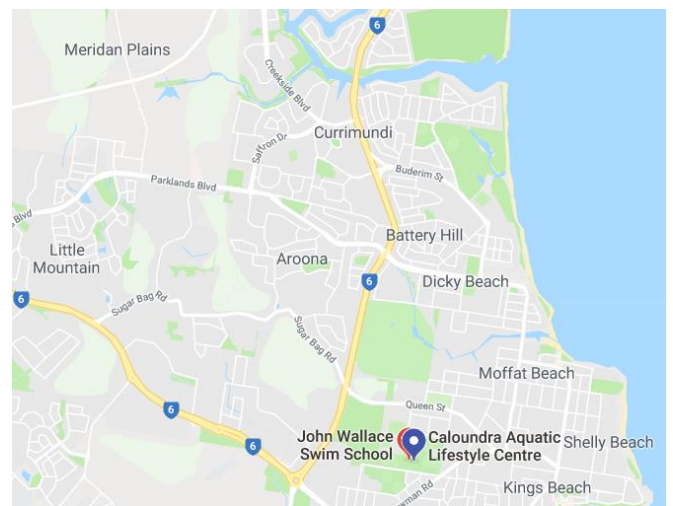 6
Meridan Plains
Creekside Blvd
Currimundi
Saffron Dr
Buderim St
Parklands Blvd
Blvd
Battery Hill
Little
Mountain
Aroona
Dicky Beach
6
6
Sugar Bag Rd
Sugar Bag Rd
Moffat Beach
Queen St
6
6
John Wallace
Swim School
Caloundra Aquatic
Lifestyle Centre
Shelly Beach
Kings Beach